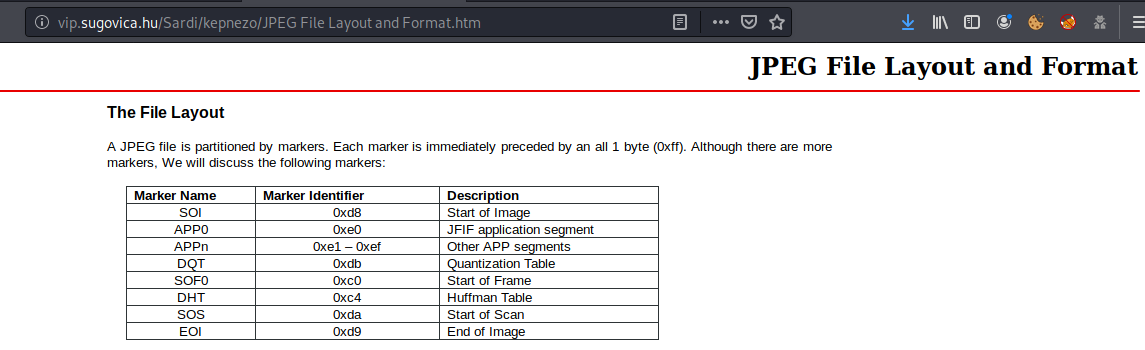 vip.sugovica.hu/Sardi/kepnezo/JPEG File Layout and Format.htm
JPEG File Layout and Format
The File Layout
A JPEG file is partitioned by markers. Each marker is immediately preceded by an all 1 byte (0xff). Although there are more
markers, We will discuss the following markers:
Marker Name Marker Identifier Description
SOI 0xd8 Start of Image
APP0 0xe0 JFIF application segment
APPn 0xe1 – 0xef Other APP segments
DQT 0xdb Quantization Table
SOF0 0xc0 Start of Frame
DHT 0xc4 Huffman Table
SOS 0xda Start of Scan
EOI 0xd9 End of Image